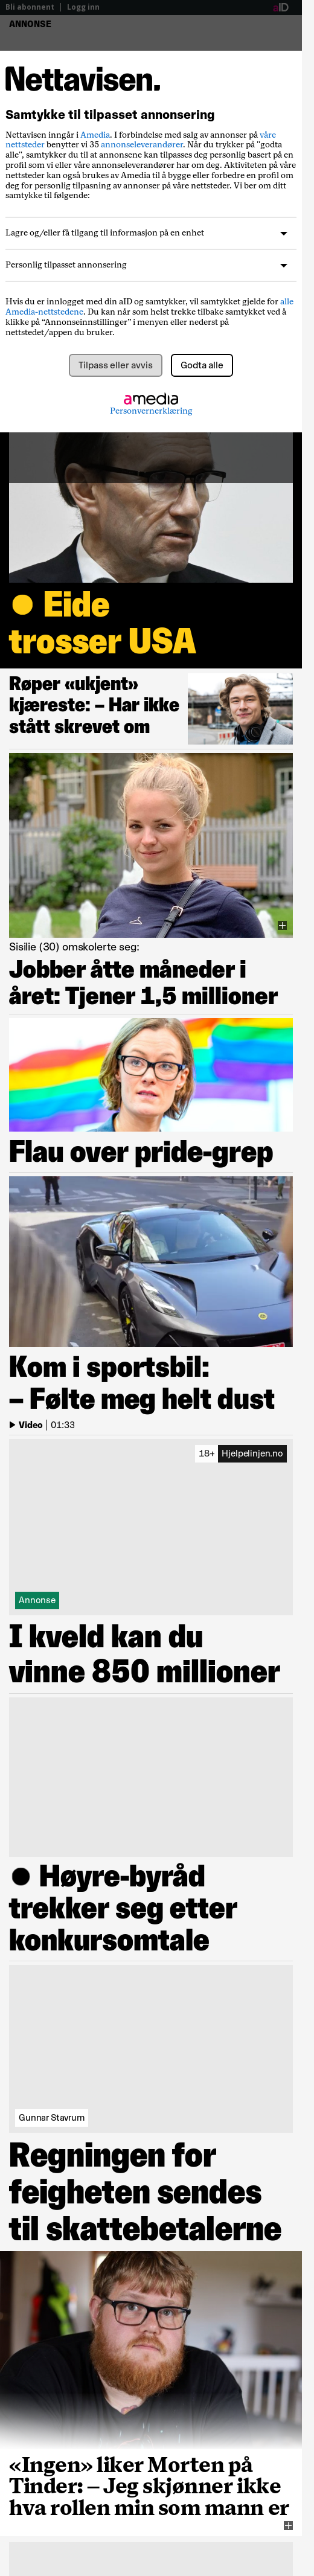 Bli abonnent | Logg inn
aID
ANNONSE
Nettavisen.
Samtykke til tilpasset annonsering
Nettavisen inngår i Amedia. I forbindelse med salg av annonser på våre
nettsteder benytter vi 35 annonseleverandører. Når du trykker på "godta
alle", samtykker du til at annonsene kan tilpasses deg personlig basert på en
profil som vi eller våre annonseleverandører har om deg. Aktiviteten på våre
nettsteder kan også brukes av Amedia til å bygge eller forbedre en profil om
deg for personlig tilpasning av annonser på våre nettsteder. Vi ber om ditt
samtykke til følgende:
Lagre og/eller få tilgang til informasjon på en enhet
Personlig tilpasset annonsering
Hvis du er innlogget med din aID og samtykker, vil samtykket gjelde for alle
Amedia-nettstedene. Du kan når som helst trekke tilbake samtykket ved å
klikke på “Annonseinnstillinger” i menyen eller nederst på
nettstedet/appen du bruker.
Tilpass eller avvis
Godta alle
amedia
Personvernerklæring
Eide
trosser USA
Røper «ukjent»
kjæreste: – Har ikke
stått skrevet om
Sisilie (30) omskolerte seg:
Jobber åtte måneder i
året: Tjener 1,5 millioner
Flau over pride-grep
Kom i sportsbil:
– Følte meg helt dust
Video | 01:33
18+ Hjelpelinjen.no
Annonse
I kveld kan du
vinne 850 millioner
Høyre-byråd
trekker seg etter
konkursomtale
Gunnar Stavrum
Regningen for
feigheten sendes
til skattebetalerne
«Ingen» liker Morten på
Tinder: – Jeg skjønner ikke
hva rollen min som mann er